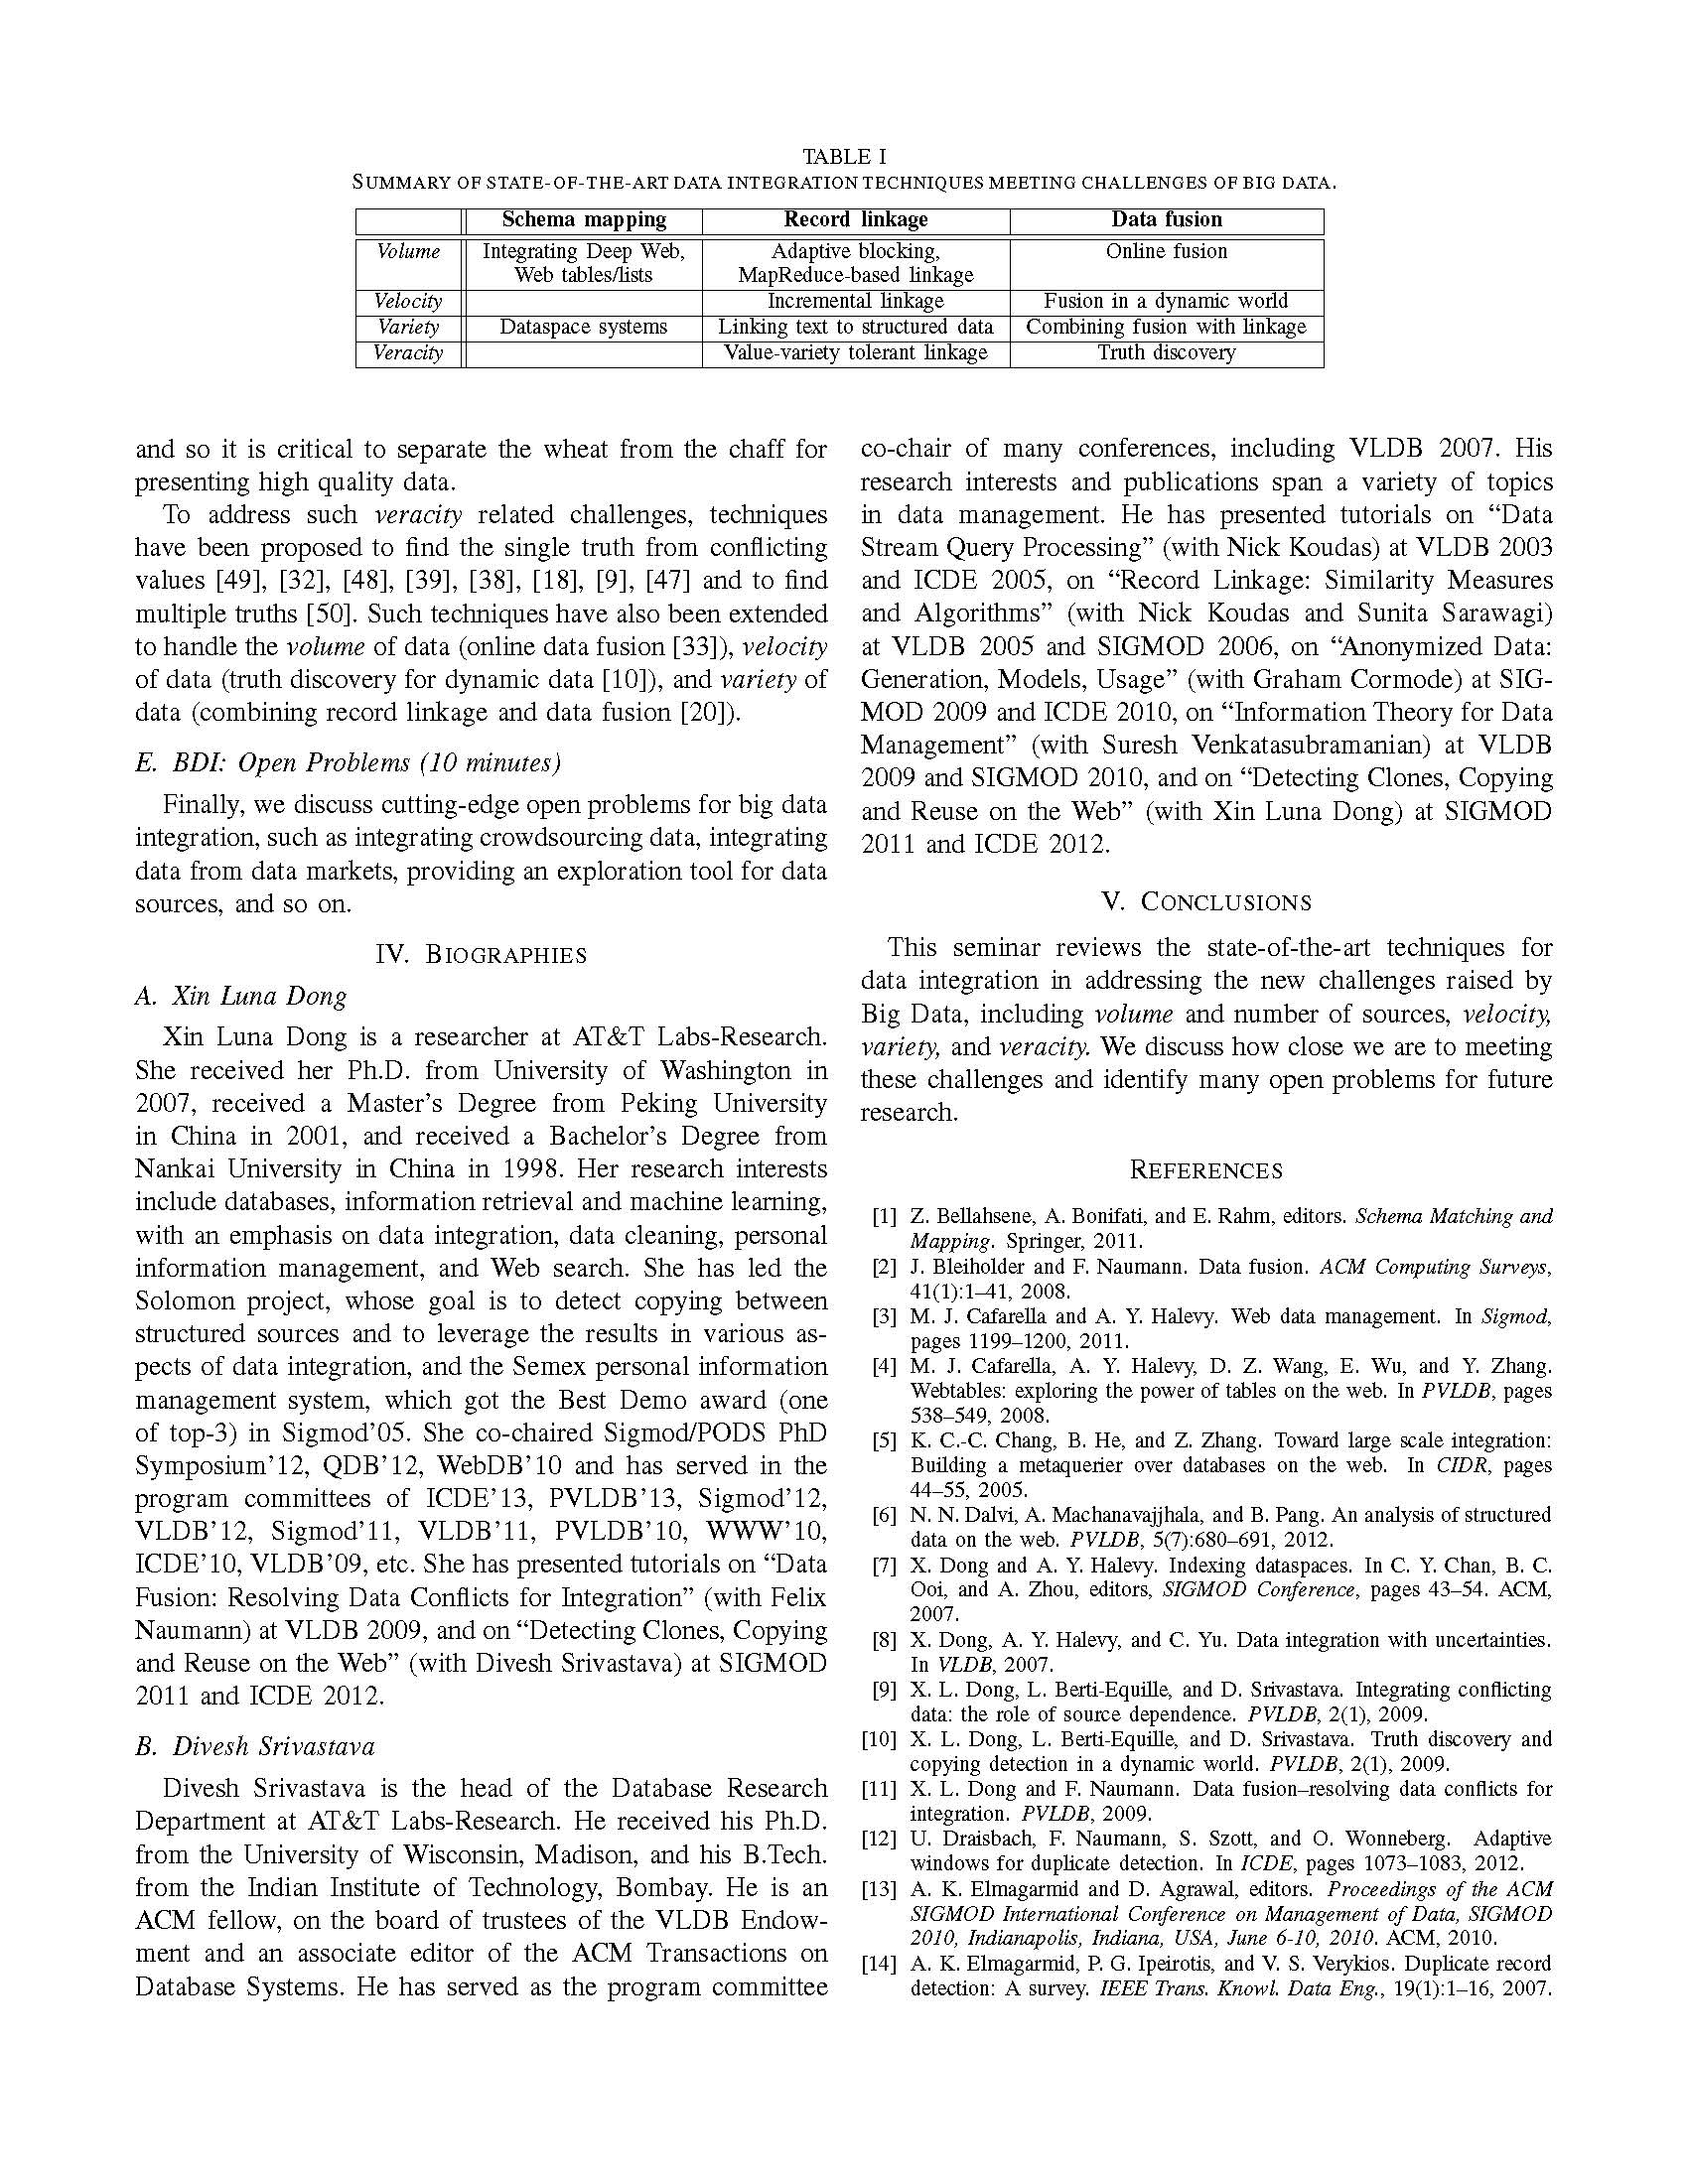 TABLE I
SUMMARY OF STATE-OF-THE-ART DATA INTEGRATION TECHNIQUES MEETING CHALLENGES OF BIG DATA.
Schema mapping Record linkage Data fusion
Volume Integrating Deep Web, Adaptive blocking, Online fusion
Web tables/lists MapReduce-based linkage
Velocity Incremental linkage Fusion in a dynamic world
Variety Dataspace systems Linking text to structured data Combining fusion with linkage
Veracity Value-variety tolerant linkage Truth discovery
and so it is critical to separate the wheat from the chaff for
presenting high quality data.
To address such veracity related challenges, techniques
have been proposed to find the single truth from conflicting
values [49], [32], [48], [39], [38], [18], [9], [47] and to find
multiple truths [50]. Such techniques have also been extended
to handle the volume of data (online data fusion [33]), velocity
of data (truth discovery for dynamic data [10]), and variety of
data (combining record linkage and data fusion [20]).
E. BDI: Open Problems (10 minutes)
Finally, we discuss cutting-edge open problems for big data
integration, such as integrating crowdsourcing data, integrating
data from data markets, providing an exploration tool for data
sources, and so on.
IV. BIOGRAPHIES
A. Xin Luna Dong
Xin Luna Dong is a researcher at AT&T Labs-Research.
She received her Ph.D. from University of Washington in
2007, received a Master's Degree from Peking University
in China in 2001, and received a Bachelor's Degree from
Nankai University in China in 1998. Her research interests
include databases, information retrieval and machine learning,
with an emphasis on data integration, data cleaning, personal
information management, and Web search. She has led the
Solomon project, whose goal is to detect copying between
structured sources and to leverage the results in various as-
pects of data integration, and the Semex personal information
management system, which got the Best Demo award (one
of top-3) in Sigmod'05. She co-chaired Sigmod/PODS PhD
Symposium'12, QDB'12, WebDB'10 and has served in the
program committees of ICDE'13, PVLDB'13, Sigmod'12,
VLDB'12, Sigmod'11, VLDB'11, PVLDB'10, WWW'10,
ICDE'10, VLDB'09, etc. She has presented tutorials on “Data
Fusion: Resolving Data Conflicts for Integration” (with Felix
Naumann) at VLDB 2009, and on “Detecting Clones, Copying
and Reuse on the Web” (with Divesh Srivastava) at SIGMOD
2011 and ICDE 2012.
B. Divesh Srivastava
Divesh Srivastava is the head of the Database Research
Department at AT&T Labs-Research. He received his Ph.D.
from the University of Wisconsin, Madison, and his B.Tech.
from the Indian Institute of Technology, Bombay. He is an
ACM fellow, on the board of trustees of the VLDB Endow-
ment and an associate editor of the ACM Transactions on
Database Systems. He has served as the program committee
co-chair of many conferences, including VLDB 2007. His
research interests and publications span a variety of topics
in data management. He has presented tutorials on “Data
Stream Query Processing” (with Nick Koudas) at VLDB 2003
and ICDE 2005, on “Record Linkage: Similarity Measures
and Algorithms” (with Nick Koudas and Sunita Sarawagi)
at VLDB 2005 and SIGMOD 2006, on “Anonymized Data:
Generation, Models, Usage” (with Graham Cormode) at SIG-
MOD 2009 and ICDE 2010, on “Information Theory for Data
Management” (with Suresh Venkatasubramanian) at VLDB
2009 and SIGMOD 2010, and on “Detecting Clones, Copying
and Reuse on the Web” (with Xin Luna Dong) at SIGMOD
2011 and ICDE 2012.
V. CONCLUSIONS
This seminar reviews the state-of-the-art techniques for
data integration in addressing the new challenges raised by
Big Data, including volume and number of sources, velocity,
variety, and veracity. We discuss how close we are to meeting
these challenges and identify many open problems for future
research.
REFERENCES
[1] Z. Bellahsene, A. Bonifati, and E. Rahm, editors. Schema Matching and
Mapping. Springer, 2011.
[2] J. Bleiholder and F. Naumann. Data fusion. ACM Computing Surveys,
41(1):1–41, 2008.
[3] M. J. Cafarella and A. Y. Halevy. Web data management. In Sigmod,
pages 1199–1200, 2011.
[4] M. J. Cafarella, A. Y. Halevy, D. Z. Wang, E. Wu, and Y. Zhang.
Webtables: exploring the power of tables on the web. In PVLDB, pages
538–549, 2008.
[5] K. C.-C. Chang, B. He, and Z. Zhang. Toward large scale integration:
Building a metaquerier over databases on the web. In CIDR, pages
44–55, 2005.
[6] N. N. Dalvi, A. Machanavajjhala, and B. Pang. An analysis of structured
data on the web. PVLDB, 5(7):680–691, 2012.
[7] X. Dong and A. Y. Halevy. Indexing dataspaces. In C. Y. Chan, B. C.
Ooi, and A. Zhou, editors, SIGMOD Conference, pages 43–54. ACM,
2007.
[8] X. Dong, A. Y. Halevy, and C. Yu. Data integration with uncertainties.
In VLDB, 2007.
[9] X. L. Dong, L. Berti-Equille, and D. Srivastava. Integrating conflicting
data: the role of source dependence. PVLDB, 2(1), 2009.
[10] X. L. Dong, L. Berti-Equille, and D. Srivastava. Truth discovery and
copying detection in a dynamic world. PVLDB, 2(1), 2009.
[11] X. L. Dong and F. Naumann. Data fusion–resolving data conflicts for
integration. PVLDB, 2009.
[12] U. Draisbach, F. Naumann, S. Szott, and O. Wonneberg. Adaptive
windows for duplicate detection. In ICDE, pages 1073–1083, 2012.
[13] A. K. Elmagarmid and D. Agrawal, editors. Proceedings of the ACM
SIGMOD International Conference on Management of Data, SIGMOD
2010, Indianapolis, Indiana, USA, June 6-10, 2010. ACM, 2010.
[14] A. K. Elmagarmid, P. G. Ipeirotis, and V. S. Verykios. Duplicate record
detection: A survey. IEEE Trans. Knowl. Data Eng., 19(1):1–16, 2007.